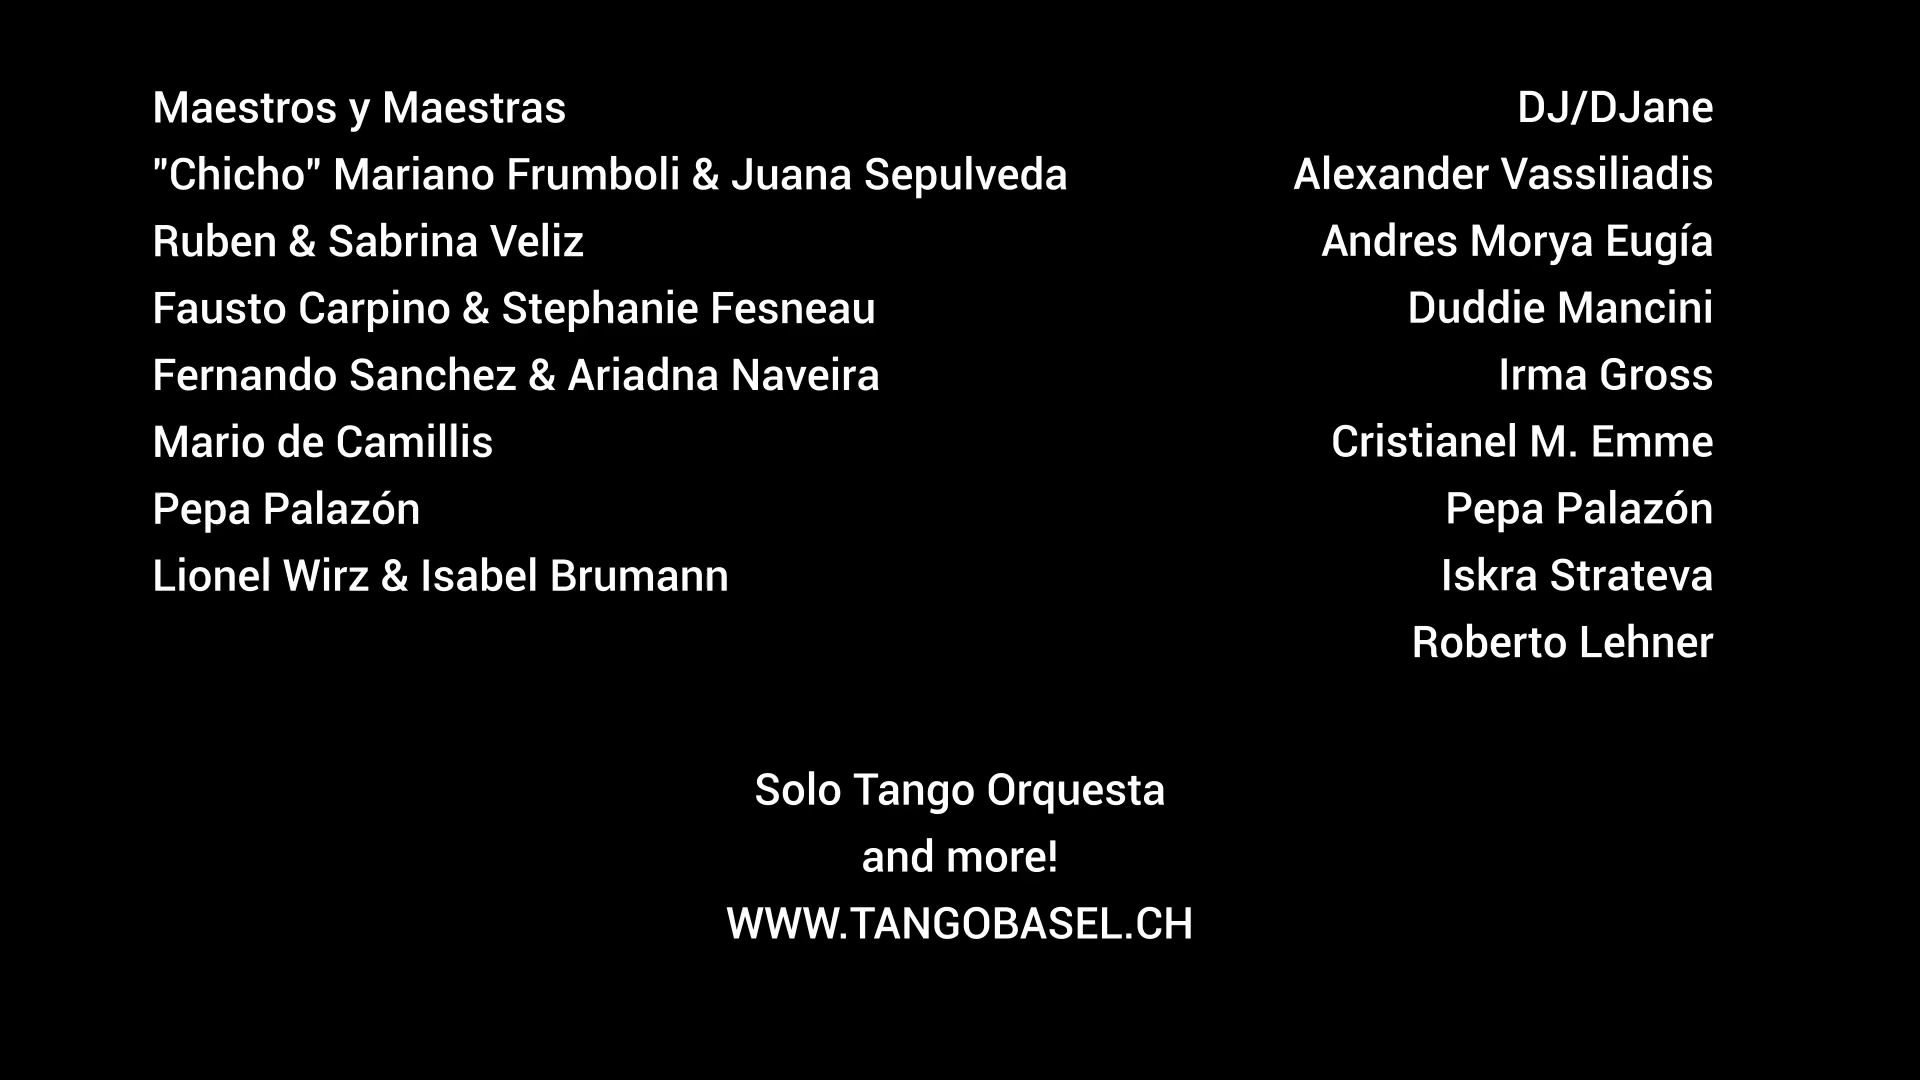 Maestros y Maestras
"Chicho" Mariano Frumboli & Juana Sepulveda
Ruben & Sabrina Veliz
Fausto Carpino & Stephanie Fesneau
Fernando Sanchez & Ariadna Naveira
Mario de Camillis
Pepa Palazón
Lionel Wirz & Isabel Brumann
DJ/DJane
Alexander Vassiliadis
Andres Morya Eugía
Duddie Mancini
Irma Gross
Cristianel M. Emme
Pepa Palazón
Iskra Strateva
Roberto Lehner
Solo Tango Orquesta
and more!
WWW.TANGOBASEL.CH